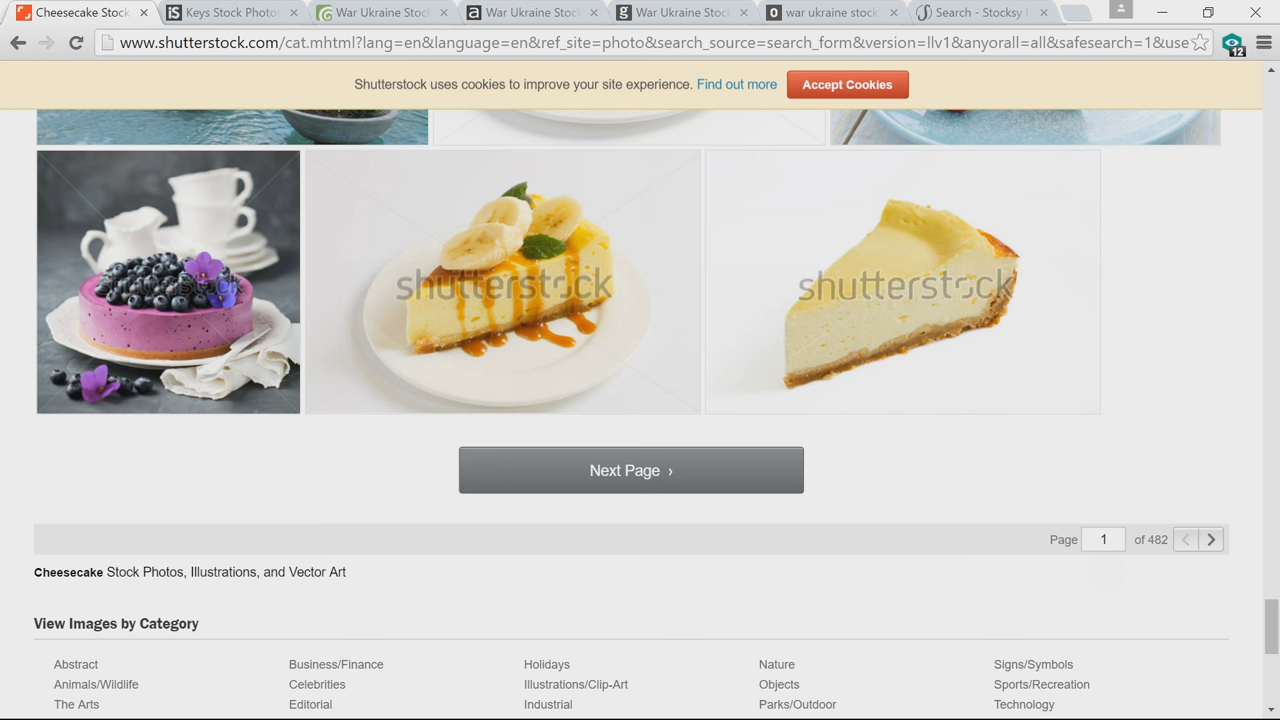 Cheesecake Stock
Keys Stock Photo
War Ukraine Stoc
War Ukraine Stoc
War Ukraine Stoc
war ukraine stock
Search - Stocksy
www.shutterstock.com/cat.mhtml?lang=en&language=en&ref_site=photo&search_source=search_form&version=llv1&anyorall=all&safesearch=1&use
12
Shutterstock uses cookies to improve your site experience. Find out more Accept Cookies
shutterstock
shutterstock
shutterstock
Next Page ›
Page 1 of 482
Cheesecake Stock Photos, Illustrations, and Vector Art
View Images by Category
Abstract Business/Finance Holidays Nature Signs/Symbols
Animals/Wildlife Celebrities Illustrations/Clip-Art Objects Sports/Recreation
The Arts Editorial Industrial Parks/Outdoor Technology